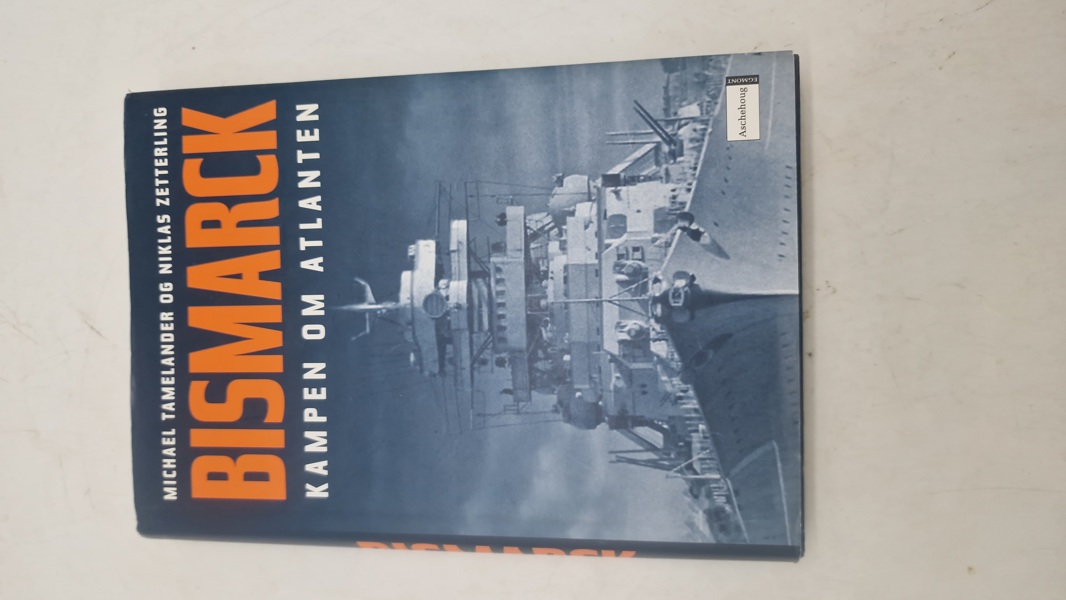 MICHAEL TAMELANDER OG NIKLAS ZETTERLING
BISMARCK
KAMPEN OM ATLANTEN
Aschehoug
EGMONT
BISMARCK